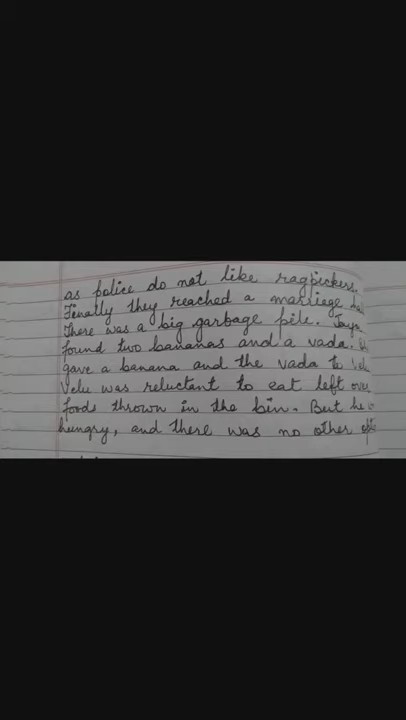 as police do not like ragpickers.
Finally they reached a marriege
There was a big garbage pile. Jaya
found two bananas and a vada.
gave a banana and the vada to
Velu was reluctant to eat left over
foods thrown in the bin. But he
hungry, and there was no other